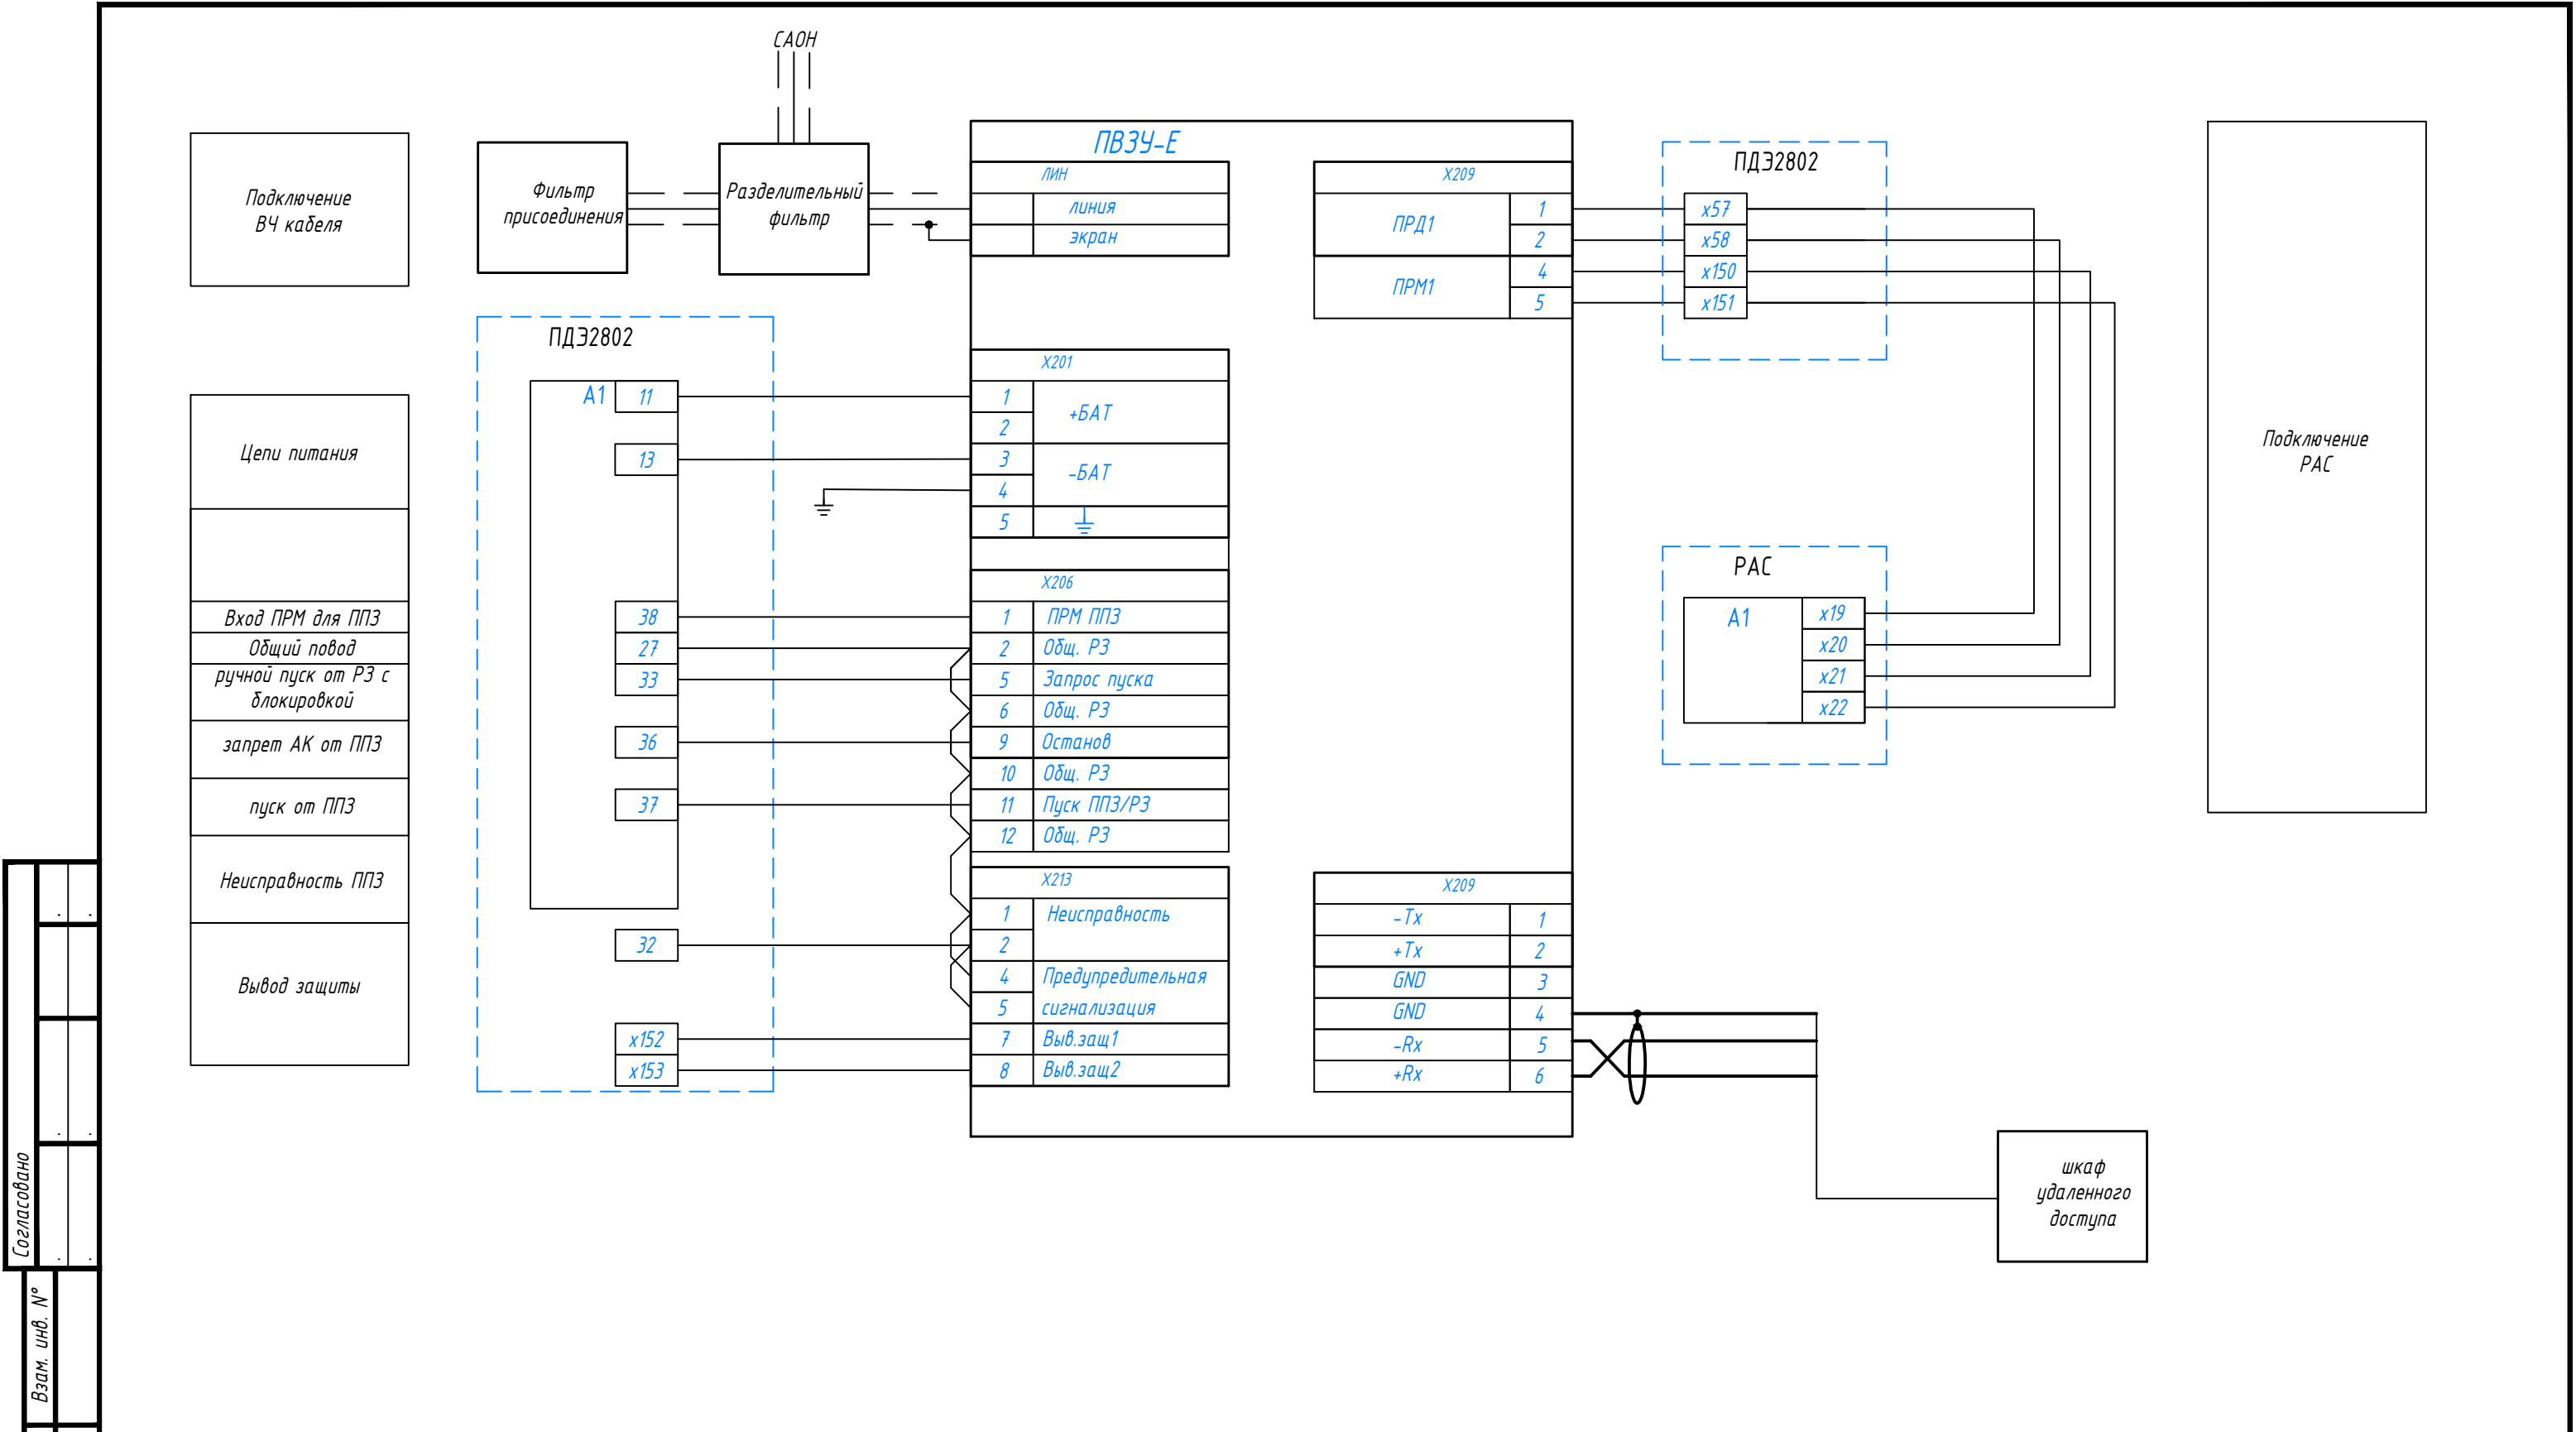 САОН
Подключение
ВЧ кабеля
Фильтр
присоединения
Разделительный
фильтр
ПВЗУ-Е
ЛИН
линия
экран
Х209
ПРД1
1
2
ПРМ1
4
5
ПДЭ2802
х57
х58
х150
х151
Подключение
РАС
Цепи питания
Вход ПРМ для ППЗ
Общий повод
ручной пуск от РЗ с
блокировкой
запрет АК от ППЗ
пуск от ППЗ
Неисправность ППЗ
Вывод защиты
ПДЭ2802
А1
11
13
38
27
33
36
37
32
х152
х153
Х201
1
+БАТ
2
3
-БАТ
4
5
Х206
1 ПРМ ППЗ
2 Общ. РЗ
5 Запрос пуска
6 Общ. РЗ
9 Останов
10 Общ. РЗ
11 Пуск ППЗ/РЗ
12 Общ. РЗ
Х213
1 Неисправность
2
4 Предупредительная
5 сигнализация
7 Выв.защ1
8 Выв.защ2
РАС
А1
х19
х20
х21
х22
Х209
-Тх 1
+Тх 2
GND 3
GND 4
-Rx 5
+Rx 6
шкаф
удаленного
доступа
Согласовано
Взам. инв. N°